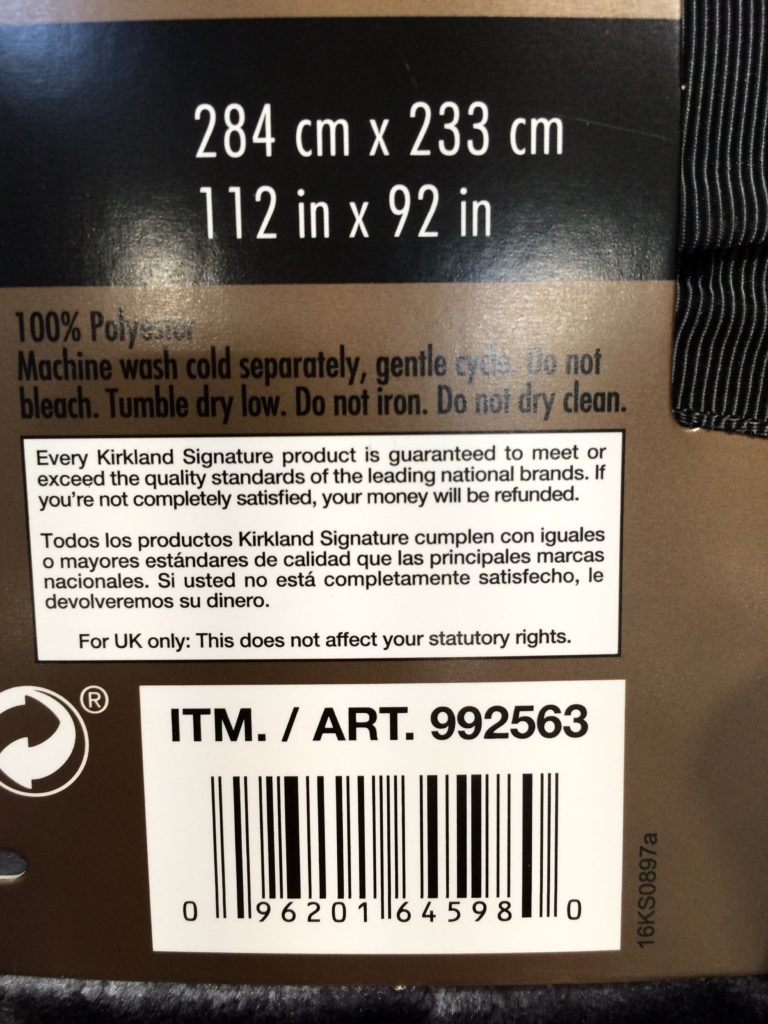 284 cm x 233 cm
112 in x 92 in
100% Polyester
Machine wash cold separately, gentle cycle. Do not
bleach. Tumble dry low. Do not iron. Do not dry clean.
Every Kirkland Signature product is guaranteed to meet or
exceed the quality standards of the leading national brands. If
you're not completely satisfied, your money will be refunded.
Todos los productos Kirkland Signature cumplen con iguales
o mayores estándares de calidad que las principales marcas
nacionales. Si usted no está completamente satisfecho, le
devolveremos su dinero.
For UK only: This does not affect your statutory rights.
®
ITM. / ART. 992563
0 96201 64598 0
16KS0897a